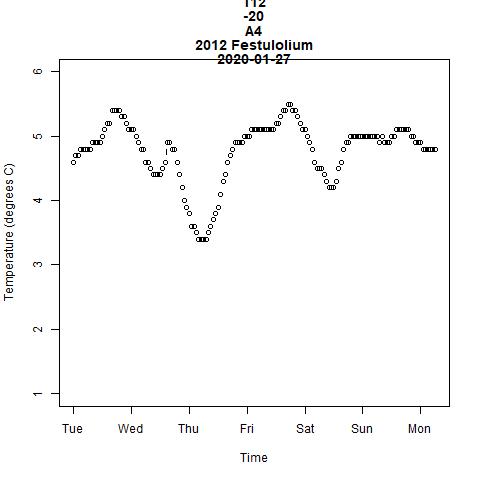 T12
-20
A4
2012 Festulolium
2020-01-27
6
5
4
3
2
1
Temperature (degrees C)
Tue Wed Thu Fri Sat Sun Mon
Time